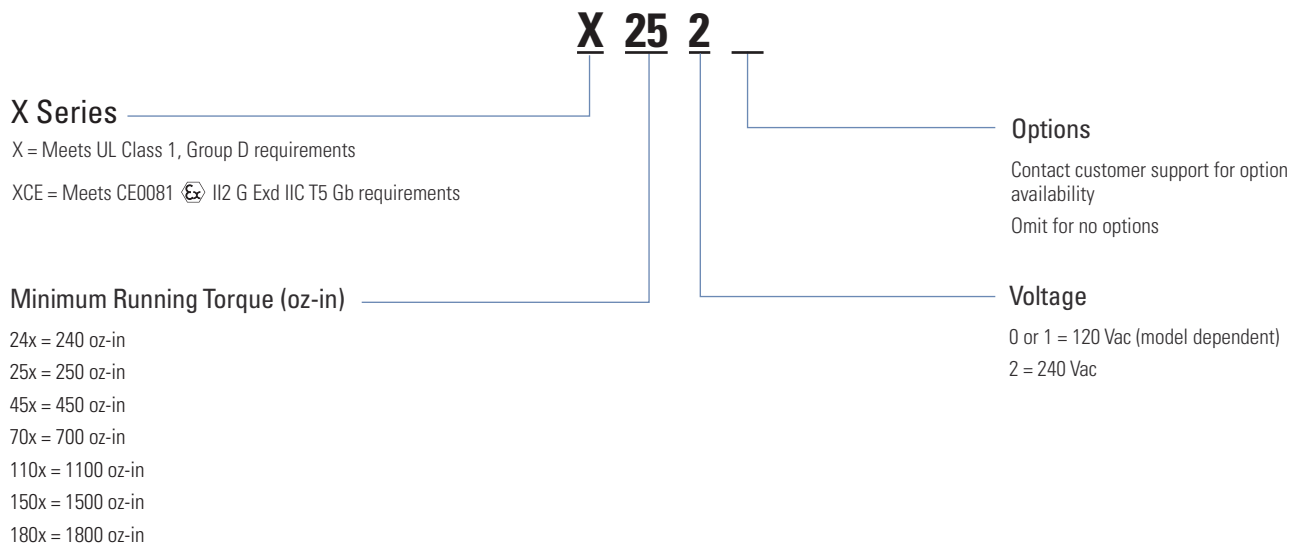 X 25 2
X Series
X = Meets UL Class 1, Group D requirements
XCE = Meets CE0081 Ex II2 G Exd IIC T5 Gb requirements
Minimum Running Torque (oz-in)
24x = 240 oz-in
25x = 250 oz-in
45x = 450 oz-in
70x = 700 oz-in
110x = 1100 oz-in
150x = 1500 oz-in
180x = 1800 oz-in
Options
Contact customer support for option
availability
Omit for no options
Voltage
0 or 1 = 120 Vac (model dependent)
2 = 240 Vac